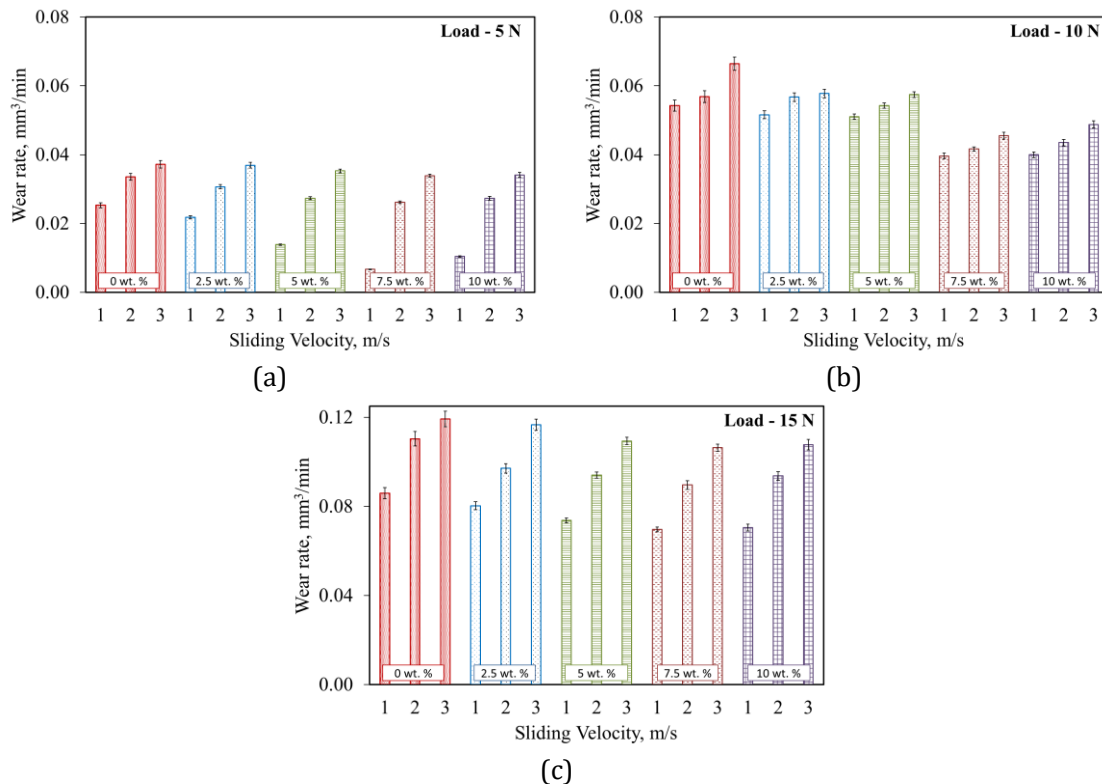 Load - 5 N
Wear rate, mm³/min
0.08
0.06
0.04
0.02
0.00
0 wt. % 2.5 wt. % 5 wt. % 7.5 wt. % 10 wt. %
1 2 3 1 2 3 1 2 3 1 2 3 1 2 3
Sliding Velocity, m/s
(a)
Load - 10 N
Wear rate, mm³/min
0.08
0.06
0.04
0.02
0.00
0 wt. % 2.5 wt. % 5 wt. % 7.5 wt. % 10 wt. %
1 2 3 1 2 3 1 2 3 1 2 3 1 2 3
Sliding Velocity, m/s
(b)
Load - 15 N
Wear rate, mm³/min
0.12
0.08
0.04
0.00
0 wt. % 2.5 wt. % 5 wt. % 7.5 wt. % 10 wt. %
1 2 3 1 2 3 1 2 3 1 2 3 1 2 3
Sliding Velocity, m/s
(c)